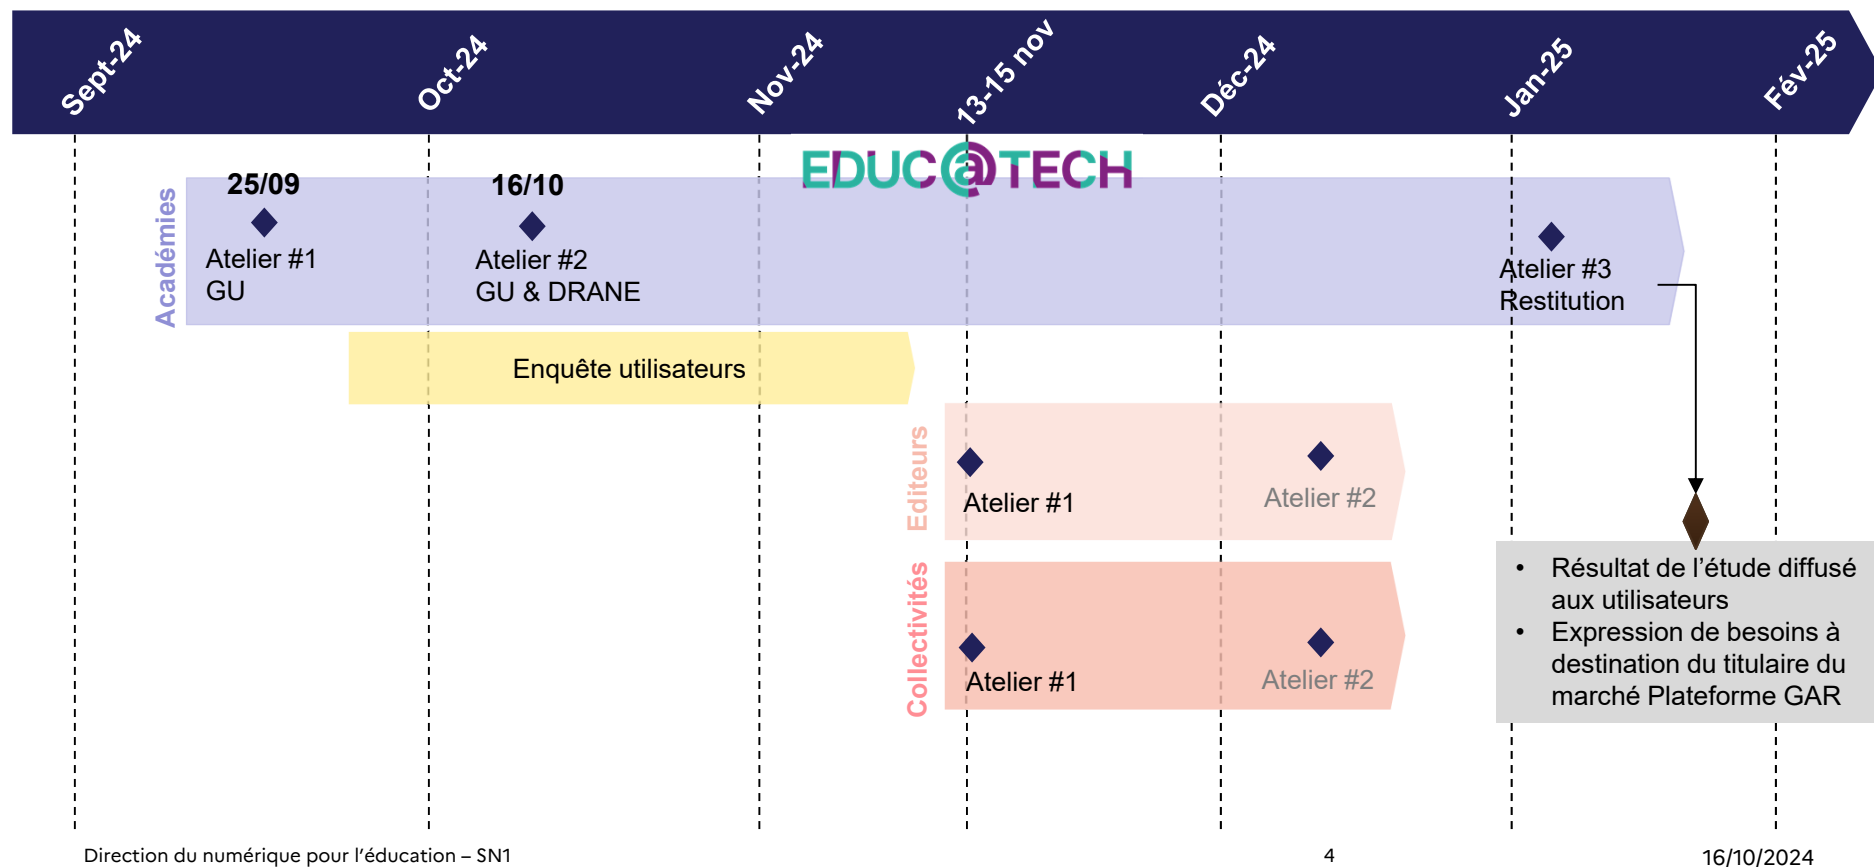 Sept-24
Oct-24
Nov-24
13-15 nov
Déc-24
Jan-25
Fév-25
EDUC@TECH
Académies
25/09
Atelier #1
GU
16/10
Atelier #2
GU & DRANE
Atelier #3
Restitution
Enquête utilisateurs
Editeurs
Atelier #1
Atelier #2
Collectivités
Atelier #1
Atelier #2
• Résultat de l’étude diffusé
aux utilisateurs
• Expression de besoins à
destination du titulaire du
marché Plateforme GAR
Direction du numérique pour l’éducation – SN1
4
16/10/2024